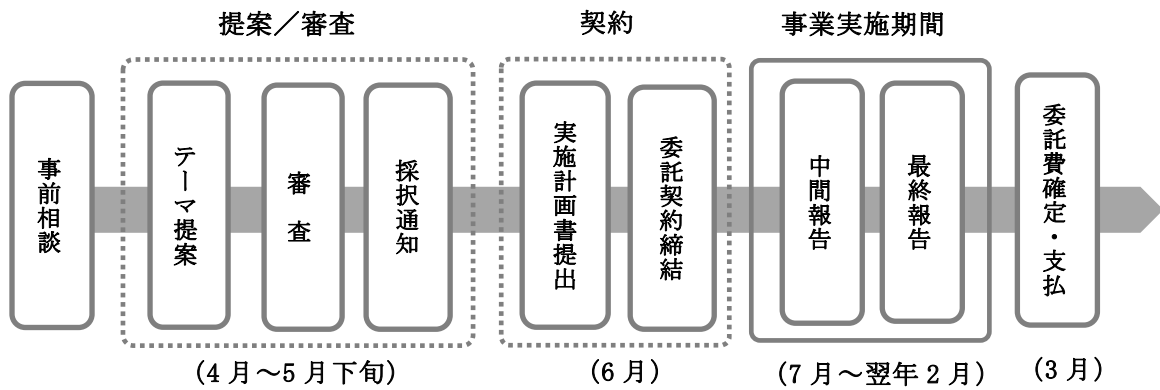 提案／審査
契約
事業実施期間
事前相談
テーマ提案
審 査
採択通知
実施計画書提出
委託契約締結
中間報告
最終報告
委託費確定・支払
(4月～5月下旬)
(6月)
(7月～翌年2月)
(3月)